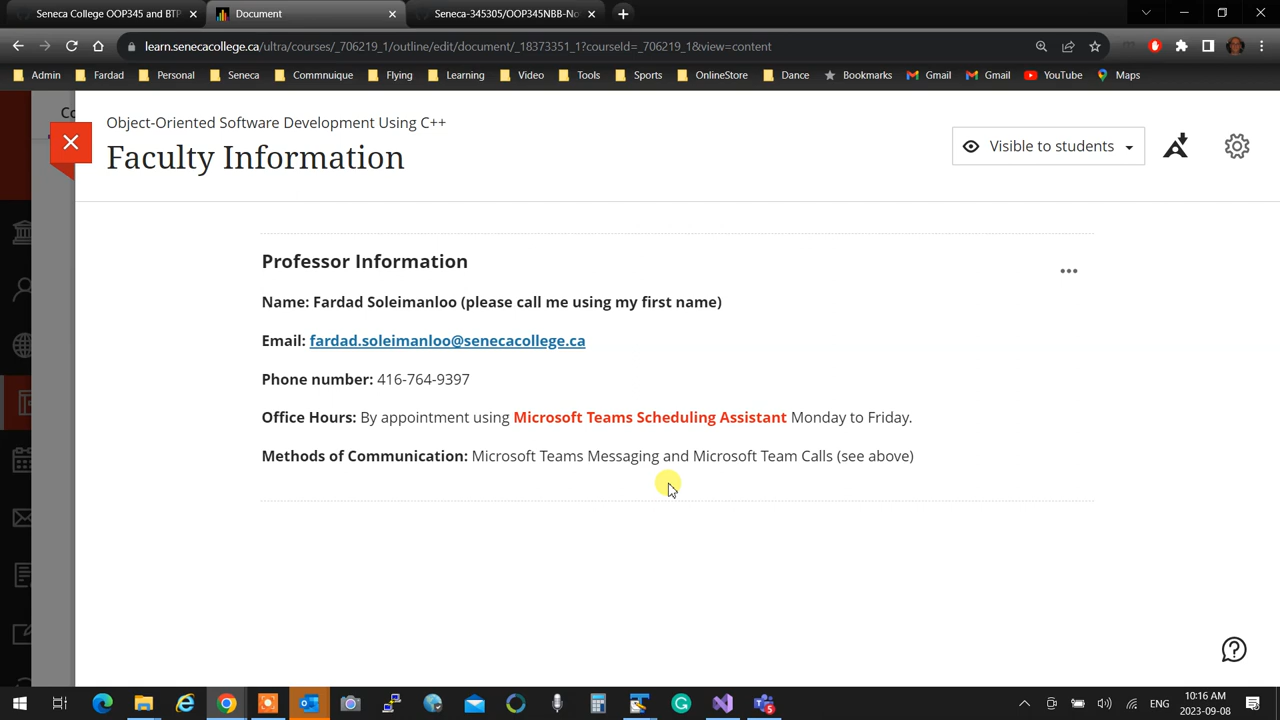 Seneca College OOP345 and BTP
Document
Seneca-345305/OOP345NBB-No
learn.senecacollege.ca/ultra/courses/_706219_1/outline/edit/document/_18373351_1?courseId=_706219_1&view=content
Admin
Fardad
Personal
Seneca
Commnuique
Flying
Learning
Video
Tools
Sports
OnlineStore
Dance
Bookmarks
Gmail
Gmail
YouTube
Maps
Co
Object-Oriented Software Development Using C++
Faculty Information
Visible to students
Professor Information
Name: Fardad Soleimanloo (please call me using my first name)
Email: fardad.soleimanloo@senecacollege.ca
Phone number: 416-764-9397
Office Hours: By appointment using Microsoft Teams Scheduling Assistant Monday to Friday.
Methods of Communication: Microsoft Teams Messaging and Microsoft Team Calls (see above)
ENG
10:16 AM
2023-09-08